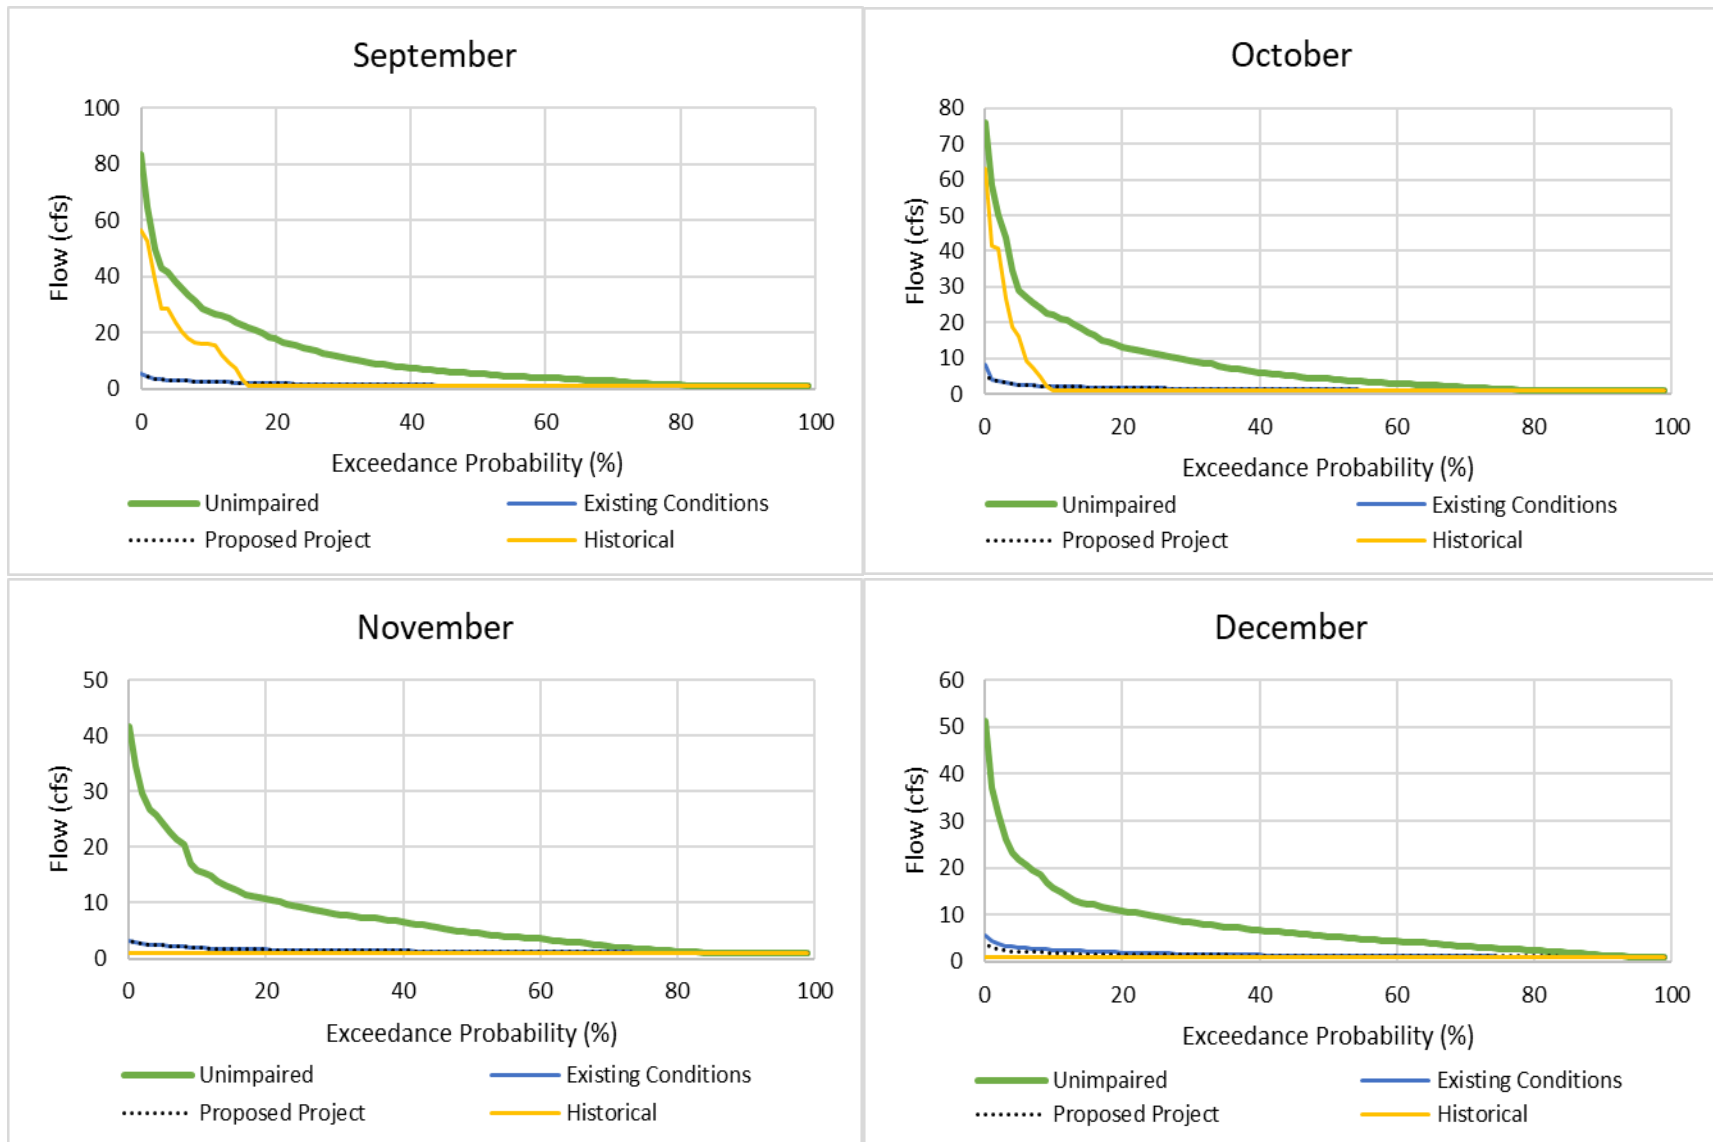 September
100
80
60
40
20
0
Flow (cfs)
0 20 40 60 80 100
Exceedance Probability (%)
Unimpaired Existing Conditions
Proposed Project Historical
October
80
70
60
50
40
30
20
10
0
Flow (cfs)
0 20 40 60 80 100
Exceedance Probability (%)
Unimpaired Existing Conditions
Proposed Project Historical
November
50
40
30
20
10
0
Flow (cfs)
0 20 40 60 80 100
Exceedance Probability (%)
Unimpaired Existing Conditions
Proposed Project Historical
December
60
50
40
30
20
10
0
Flow (cfs)
0 20 40 60 80 100
Exceedance Probability (%)
Unimpaired Existing Conditions
Proposed Project Historical